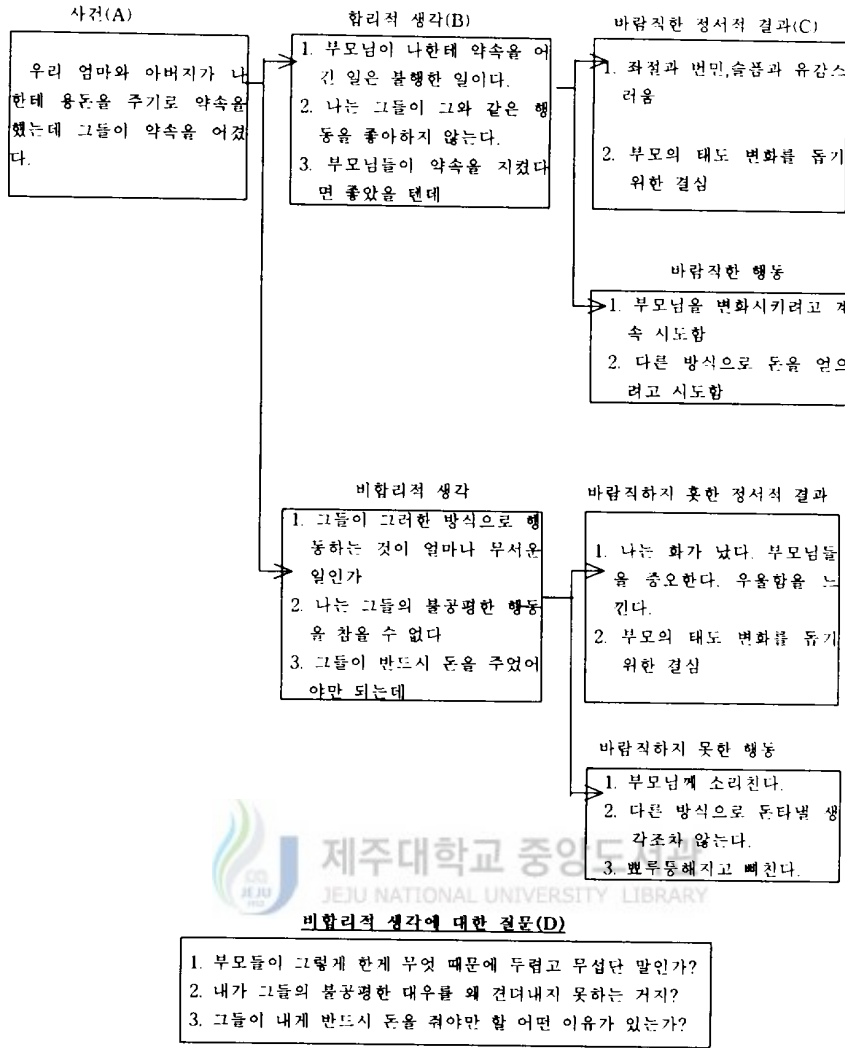 사건(A)
우리 엄마와 아버지가 나
한테 용돈을 주기로 약속을
했는데 그들이 약속을 어겼
다.
합리적 생각(B)
1. 부모님이 나한테 약속을 어
긴 일은 불행한 일이다.
2. 나는 그들이 그와 같은 행
동을 좋아하지 않는다.
3. 부모님들이 약속을 지켰다
면 좋았을 텐데
바람직한 정서적 결과(C)
1. 좌절과 번민,슬픔과 유감스
러움
2. 부모의 태도 변화를 돕기
위한 결심
바람직한 행동
1. 부모님을 변화시키려고 계
속 시도함
2. 다른 방식으로 돈을 얻으
려고 시도함
비합리적 생각
1. 그들이 그러한 방식으로 행
동하는 것이 얼마나 무서운
일인가
2. 나는 그들의 불공평한 행동
을 참을 수 없다
3. 그들이 반드시 돈을 주었어
야만 되는데
바람직하지 못한 정서적 결과
1. 나는 화가 났다. 부모님들
을 증오한다. 우울함을 느
낀다.
2. 부모의 태도 변화를 돕기
위한 결심
바람직하지 못한 행동
1. 부모님께 소리친다.
2. 다른 방식으로 돈타낼 생
각조차 않는다.
3. 뾰루퉁해지고 삐친다.
제주대학교 중앙도서관
JEJU NATIONAL UNIVERSITY LIBRARY
비합리적 생각에 대한 질문(D)
1. 부모들이 그렇게 한게 무엇 때문에 두렵고 무섭단 말인가?
2. 내가 그들의 불공평한 대우를 왜 견뎌내지 못하는 거지?
3. 그들이 내게 반드시 돈을 줘야만 할 어떤 이유가 있는가?